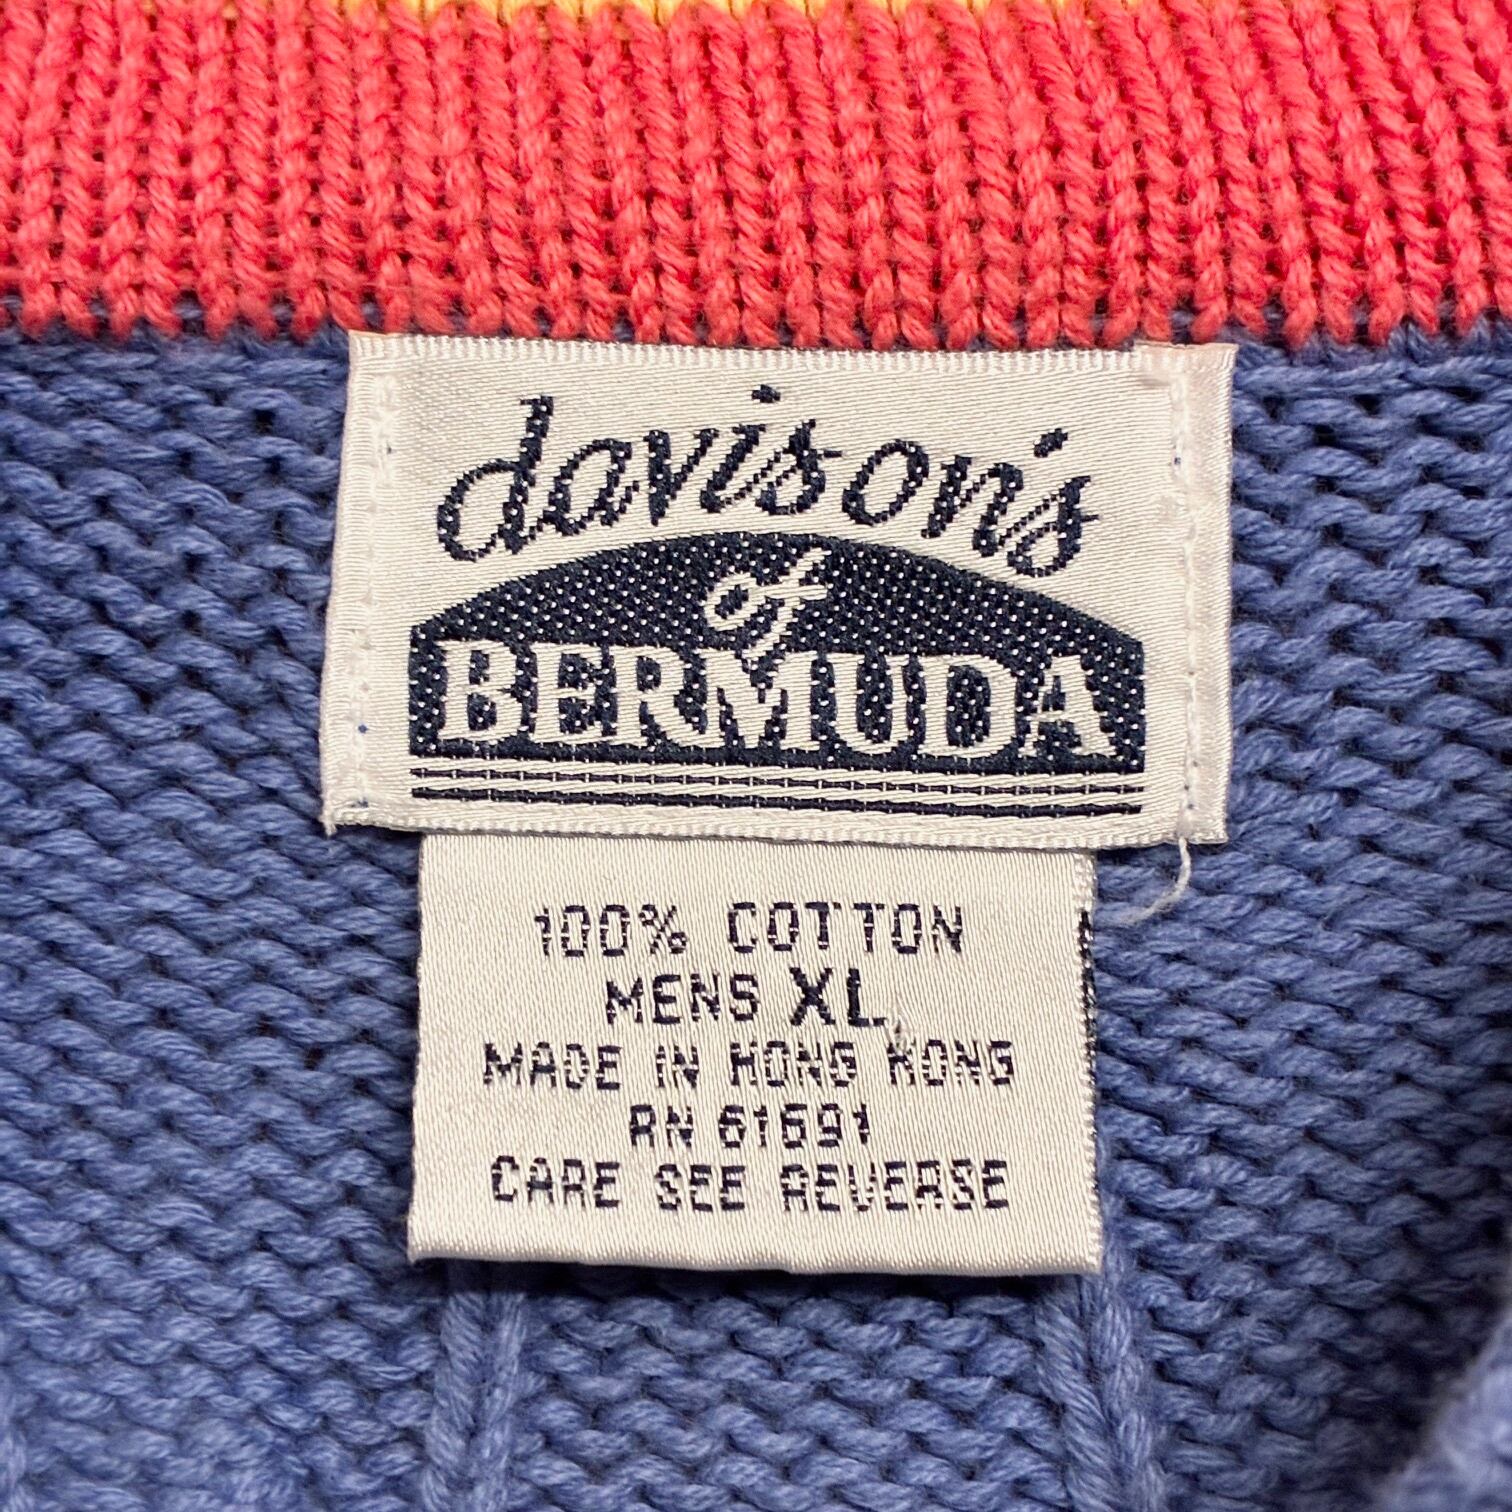 davison's
of
BERMUDA
100% COTTON
MENS XL
MADE IN HONG KONG
RN 61691
CARE SEE REVERSE